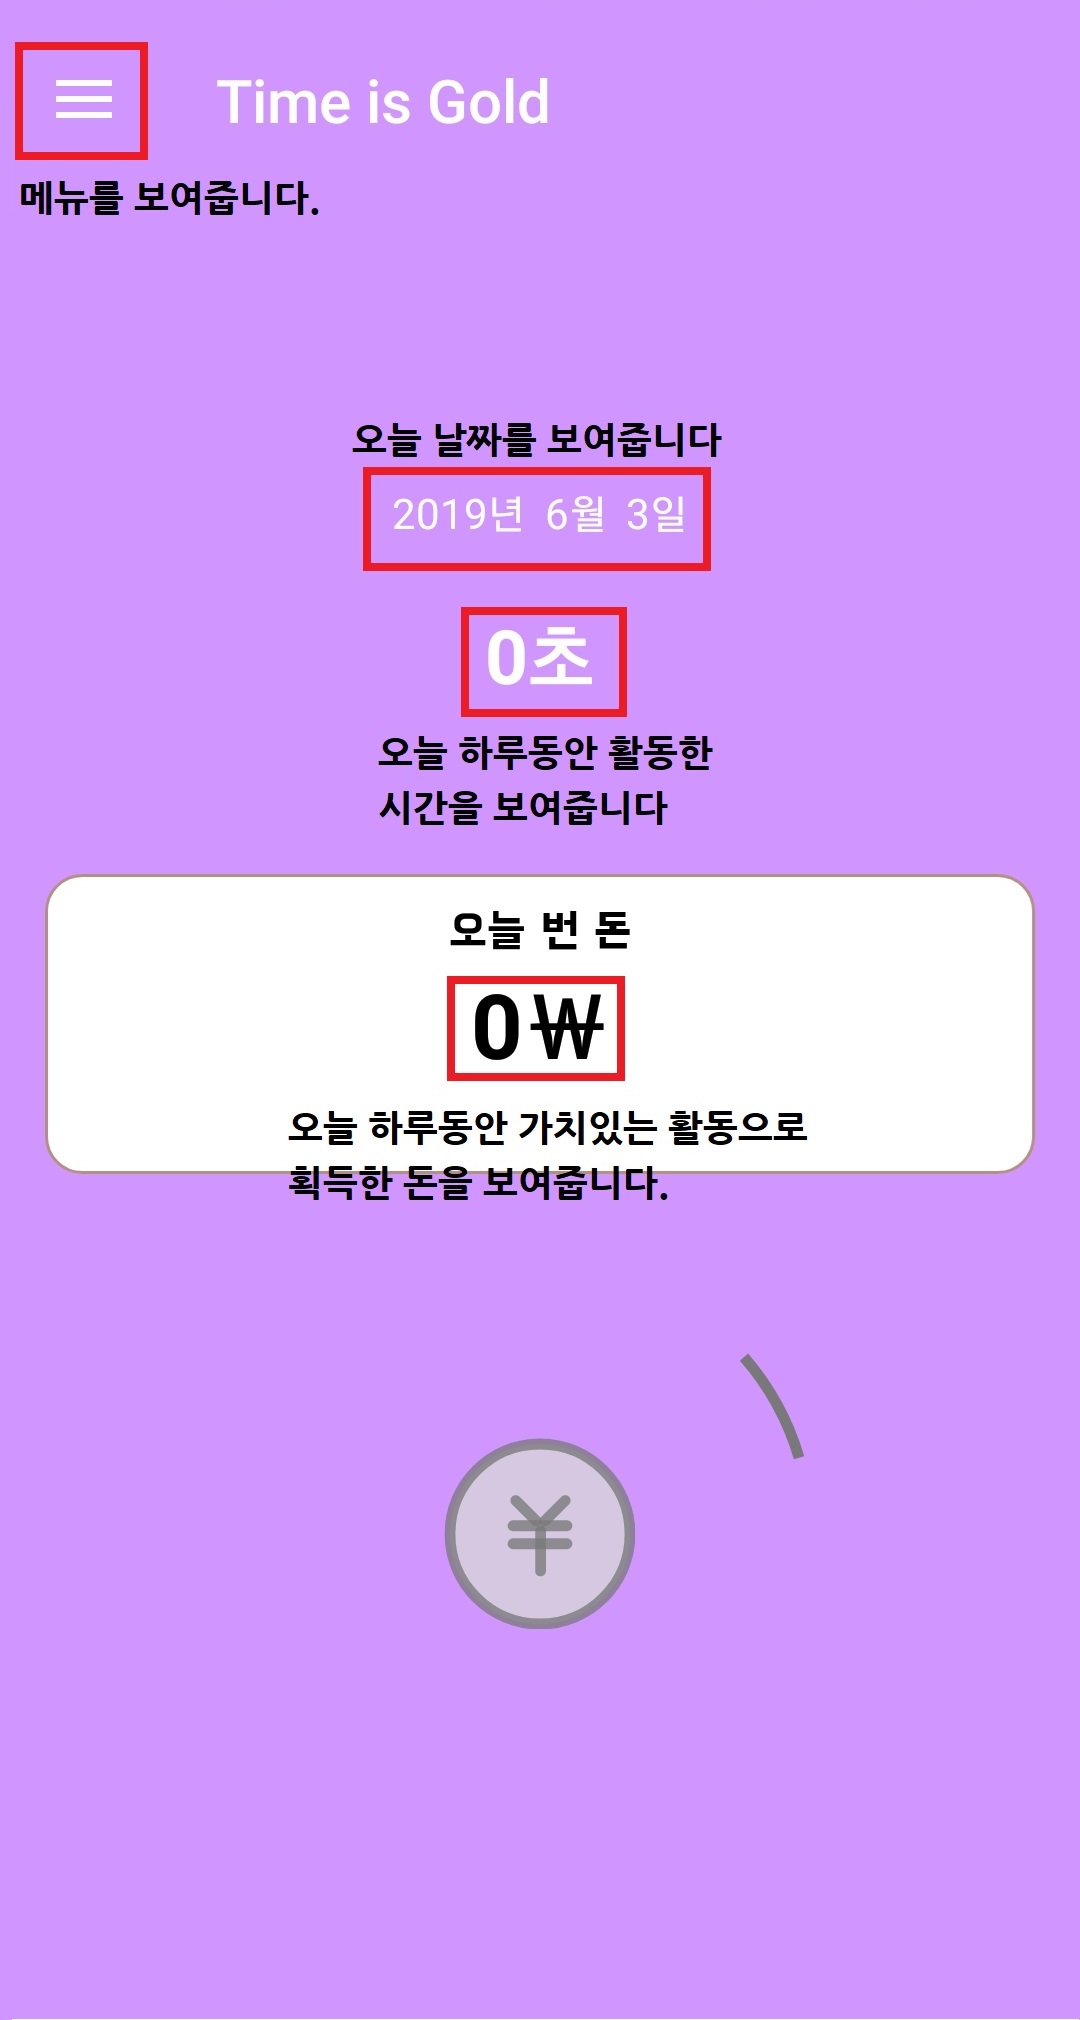 Time is Gold
메뉴를 보여줍니다.
오늘 날짜를 보여줍니다
2019년 6월 3일
0초
오늘 하루동안 활동한
시간을 보여줍니다
오늘 번 돈
0₩
오늘 하루동안 가치있는 활동으로
획득한 돈을 보여줍니다.
¥